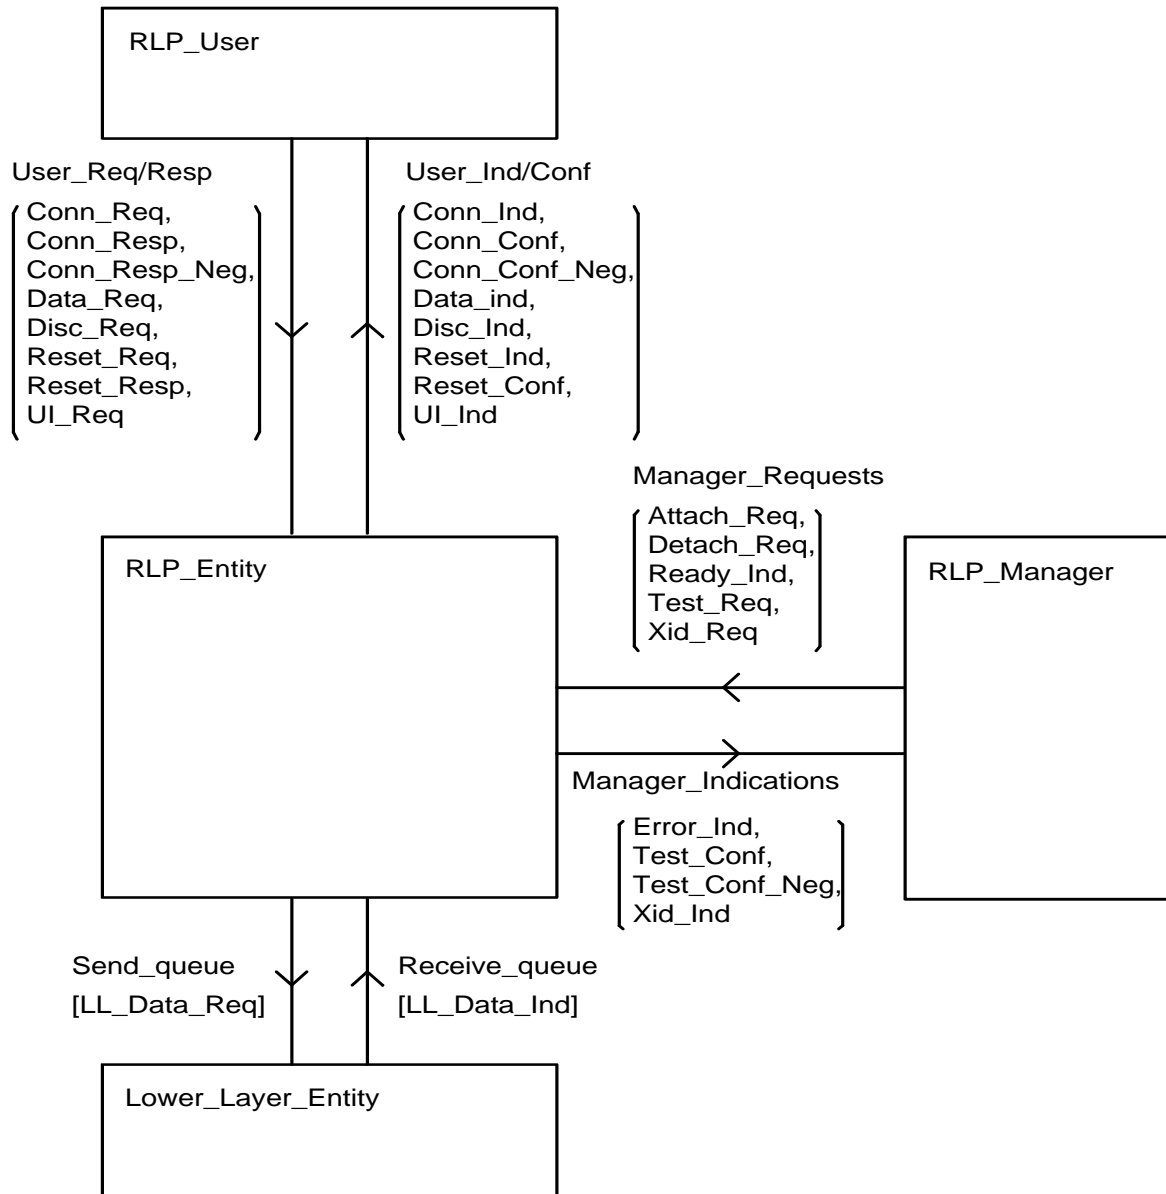 RLP_User
User_Req/Resp
Conn_Req,
Conn_Resp,
Conn_Resp_Neg,
Data_Req,
Disc_Req,
Reset_Req,
Reset_Resp,
UI_Req
User_Ind/Conf
Conn_Ind,
Conn_Conf,
Conn_Conf_Neg,
Data_ind,
Disc_Ind,
Reset_Ind,
Reset_Conf,
UI_Ind
Manager_Requests
Attach_Req,
Detach_Req,
Ready_Ind,
Test_Req,
Xid_Req
RLP_Entity
RLP_Manager
Manager_Indications
Error_Ind,
Test_Conf,
Test_Conf_Neg,
Xid_Ind
Send_queue
[LL_Data_Req]
Receive_queue
[LL_Data_Ind]
Lower_Layer_Entity